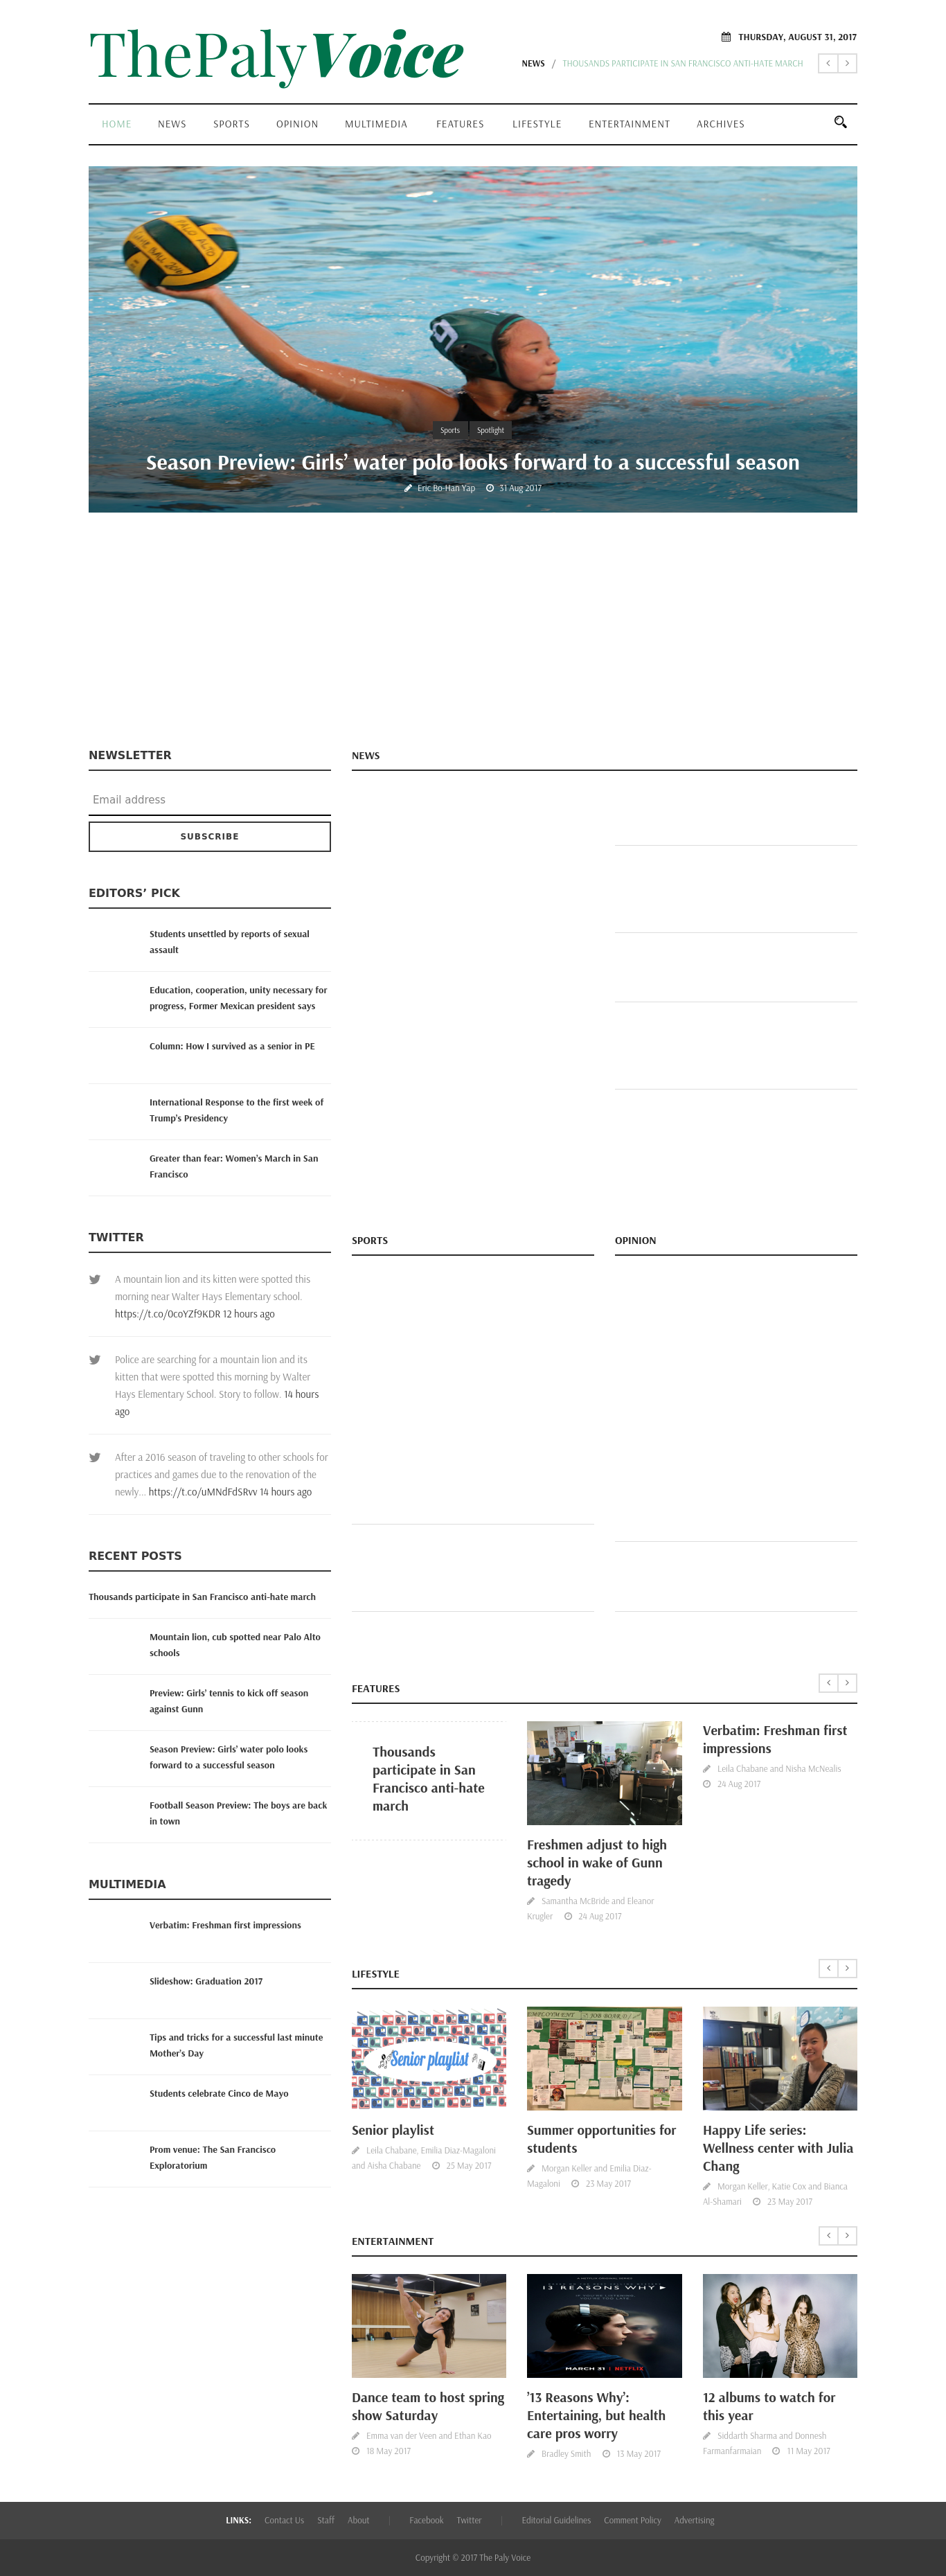 ThePalyVoice
THURSDAY, AUGUST 31, 2017
NEWS / THOUSANDS PARTICIPATE IN SAN FRANCISCO ANTI-HATE MARCH
HOME NEWS SPORTS OPINION MULTIMEDIA FEATURES LIFESTYLE ENTERTAINMENT ARCHIVES
Sports Spotlight
Season Preview: Girls’ water polo looks forward to a successful season
Eric Bo-Han Yap 31 Aug 2017
NEWSLETTER
Email address
SUBSCRIBE
EDITORS’ PICK
Students unsettled by reports of sexual
assault
Education, cooperation, unity necessary for
progress, Former Mexican president says
Column: How I survived as a senior in PE
International Response to the first week of
Trump’s Presidency
Greater than fear: Women’s March in San
Francisco
TWITTER
A mountain lion and its kitten were spotted this
morning near Walter Hays Elementary school.
https://t.co/0coYZf9KDR 12 hours ago
Police are searching for a mountain lion and its
kitten that were spotted this morning by Walter
Hays Elementary School. Story to follow. 14 hours
ago
After a 2016 season of traveling to other schools for
practices and games due to the renovation of the
newly… https://t.co/uMNdFdSRvv 14 hours ago
RECENT POSTS
Thousands participate in San Francisco anti-hate march
Mountain lion, cub spotted near Palo Alto
schools
Preview: Girls’ tennis to kick off season
against Gunn
Season Preview: Girls’ water polo looks
forward to a successful season
Football Season Preview: The boys are back
in town
MULTIMEDIA
Verbatim: Freshman first impressions
Slideshow: Graduation 2017
Tips and tricks for a successful last minute
Mother’s Day
Students celebrate Cinco de Mayo
Prom venue: The San Francisco
Exploratorium
NEWS
SPORTS
OPINION
FEATURES
Thousands
participate in San
Francisco anti-hate
march
Freshmen adjust to high
school in wake of Gunn
tragedy
Samantha McBride and Eleanor
Krugler 24 Aug 2017
Verbatim: Freshman first
impressions
Leila Chabane and Nisha McNealis
24 Aug 2017
LIFESTYLE
Senior playlist
Senior playlist
Leila Chabane, Emilia Diaz-Magaloni
and Aisha Chabane 25 May 2017
EMPLOYMENT JOB BOARD
Summer opportunities for
students
Morgan Keller and Emilia Diaz-
Magaloni 23 May 2017
Happy Life series:
Wellness center with Julia
Chang
Morgan Keller, Katie Cox and Bianca
Al-Shamari 23 May 2017
ENTERTAINMENT
Dance team to host spring
show Saturday
Emma van der Veen and Ethan Kao
18 May 2017
A NETFLIX ORIGINAL SERIES
13 REASONS WHY
MARCH 31 | NETFLIX
’13 Reasons Why’:
Entertaining, but health
care pros worry
Bradley Smith 13 May 2017
12 albums to watch for
this year
Siddarth Sharma and Donnesh
Farmanfarmaian 11 May 2017
LINKS: Contact Us Staff About | Facebook Twitter | Editorial Guidelines Comment Policy Advertising
Copyright © 2017 The Paly Voice